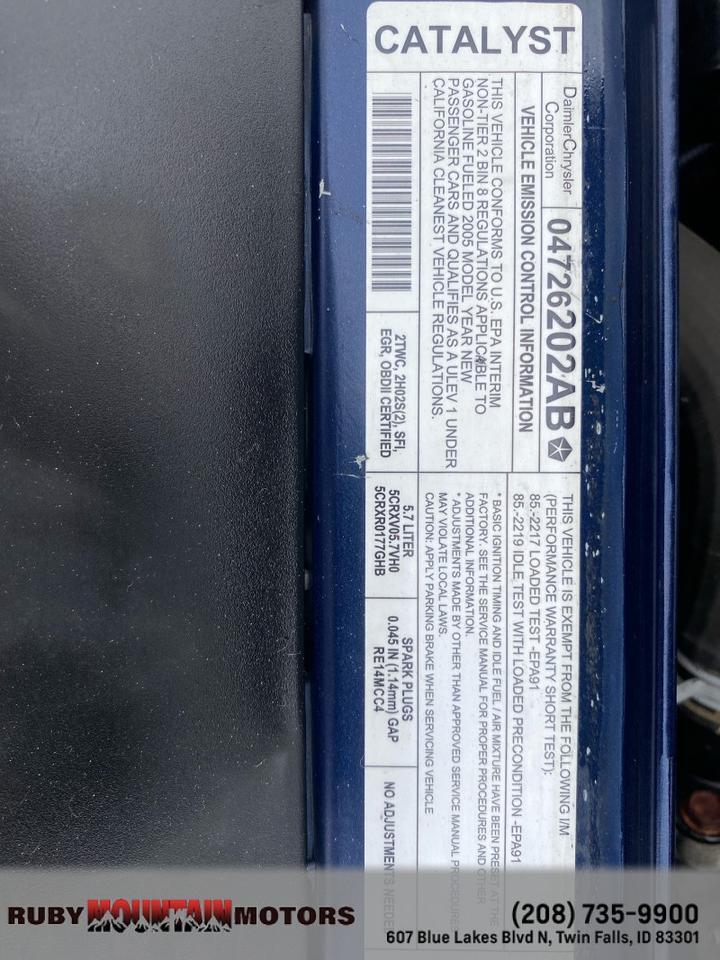 CATALYST
DaimlerChrysler
Corporation
04726202AB
VEHICLE EMISSION CONTROL INFORMATION
THIS VEHICLE CONFORMS TO U.S. EPA INTERIM
NON-TIER 2 BIN 8 REGULATIONS APPLICABLE TO
GASOLINE FUELED 2005 MODEL YEAR NEW
PASSENGER CARS AND QUALIFIES AS A ULEV 1 UNDER
CALIFORNIA CLEANEST VEHICLE REGULATIONS.
2TWC, 2HO2S(2), SFI,
EGR, OBDII CERTIFIED
THIS VEHICLE IS EXEMPT FROM THE FOLLOWING I/M
(PERFORMANCE WARRANTY SHORT TEST):
85.-2217 LOADED TEST -EPA91
85.-2219 IDLE TEST WITH LOADED PRECONDITION -EPA91
* BASIC IGNITION TIMING AND IDLE FUEL / AIR MIXTURE HAVE BEEN PRESET AT THE
FACTORY. SEE THE SERVICE MANUAL FOR PROPER PROCEDURES AND OTHER
ADDITIONAL INFORMATION.
* ADJUSTMENTS MADE BY OTHER THAN APPROVED SERVICE MANUAL PROCEDURES
MAY VIOLATE LOCAL LAWS.
CAUTION: APPLY PARKING BRAKE WHEN SERVICING VEHICLE
5.7 LITER
5CRXV05.7VH0
5CRXR0177GHB
SPARK PLUGS
0.045 IN (1.14mm) GAP
RE14MCC4
NO ADJUSTMENTS NEEDED
RUBY MOUNTAIN MOTORS
(208) 735-9900
607 Blue Lakes Blvd N, Twin Falls, ID 83301